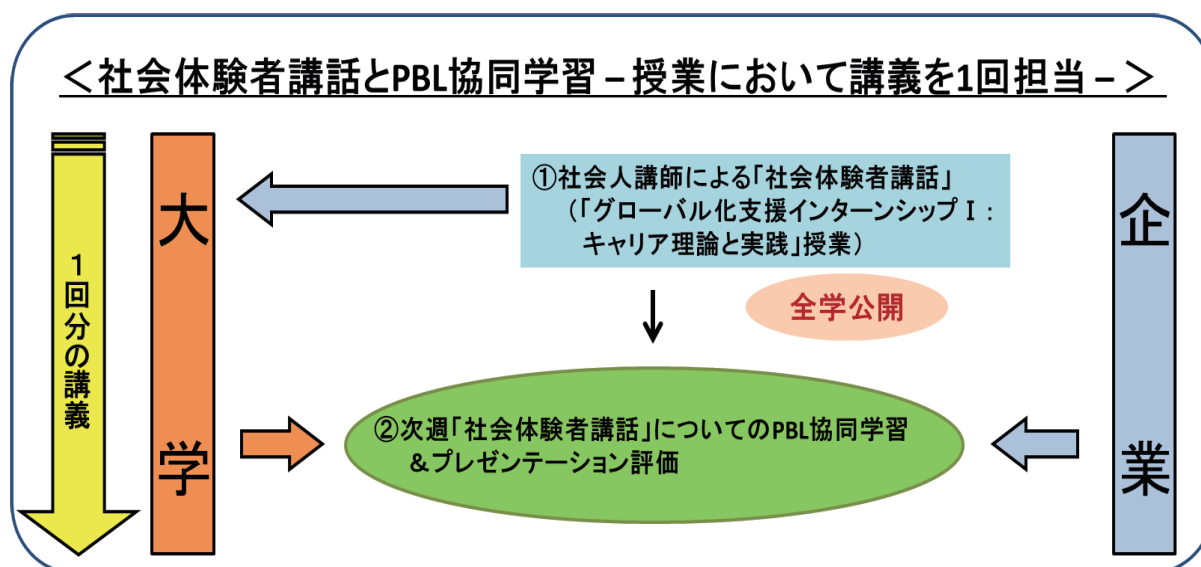 ＜社会体験者講話とPBL協同学習 – 授業において講義を1回担当 – ＞
1回分の講義
大学
①社会人講師による「社会体験者講話」
（「グローバル化支援インターンシップⅠ：
キャリア理論と実践」授業）
全学公開
②次週「社会体験者講話」についてのPBL協同学習
＆プレゼンテーション評価
企業